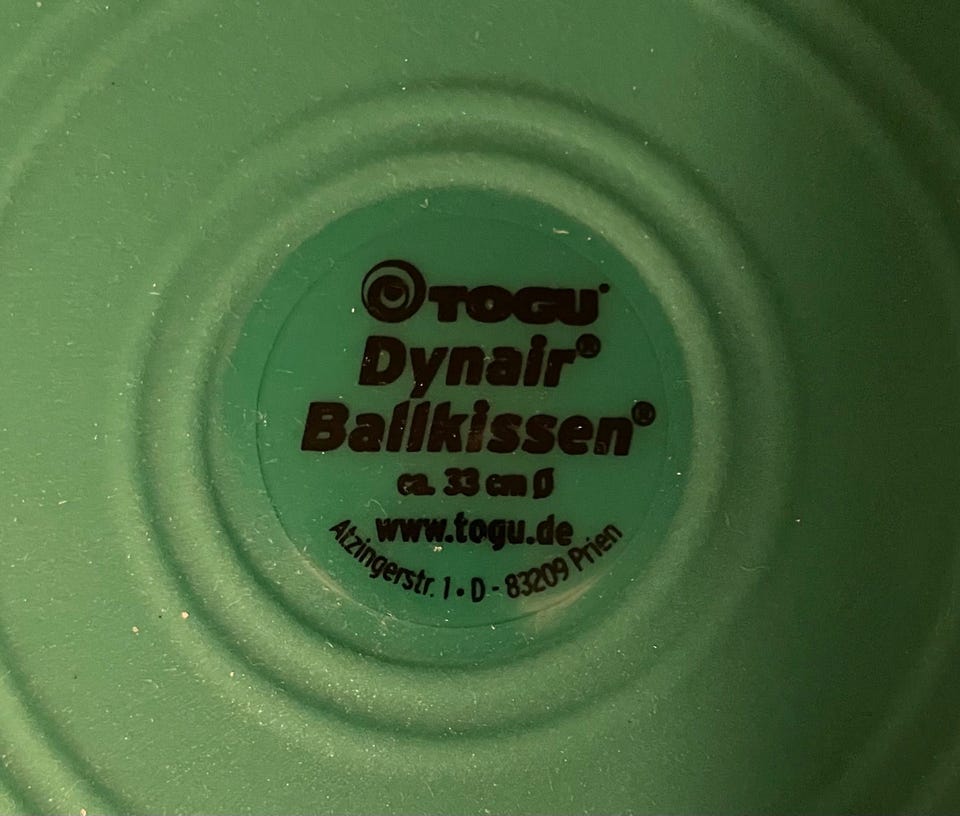 TOGU®
Dynair®
Ballkissen®
ca. 33 cm Ø
www.togu.de
Atzingerstr. 1 • D - 83209 Prien